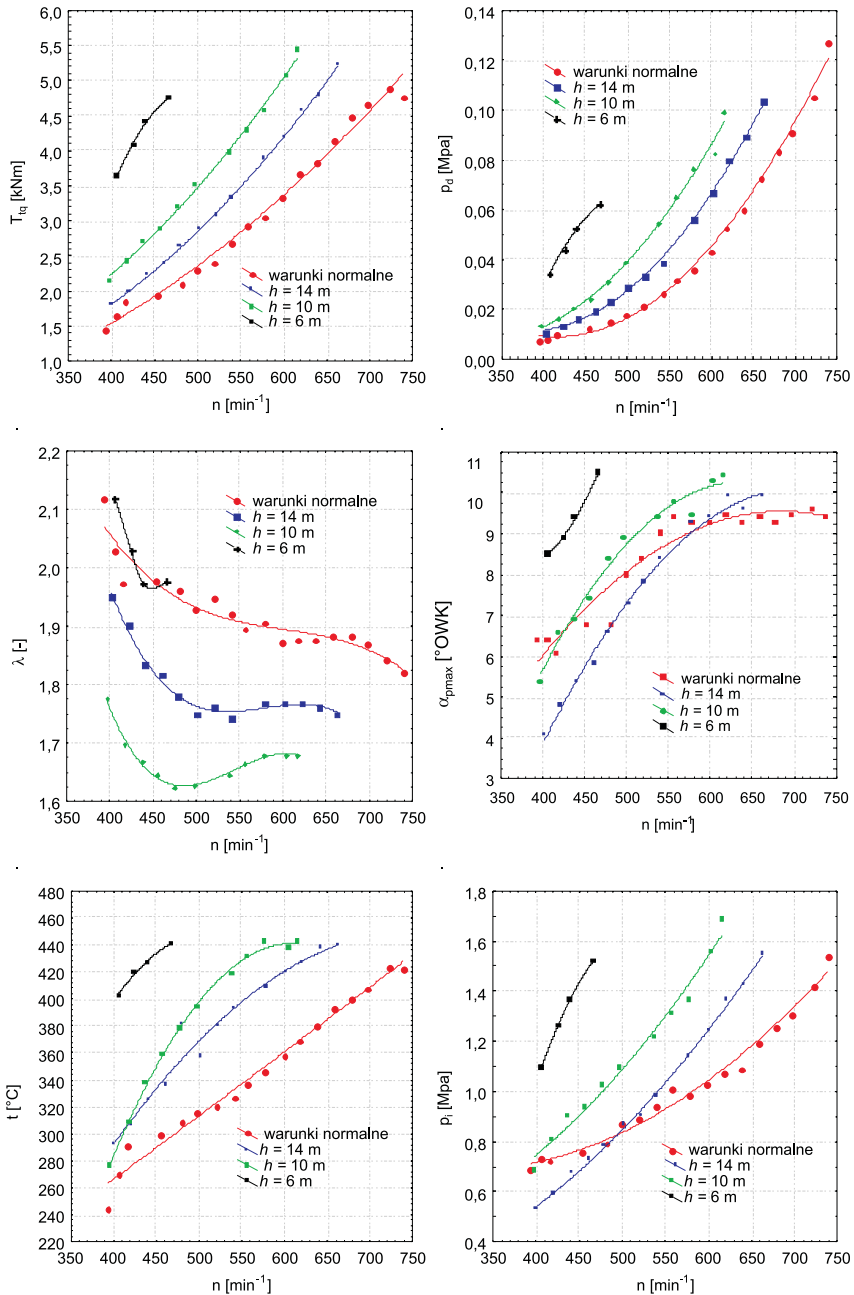 6,0
5,5
5,0
4,5
4,0
3,5
3,0
2,5
2,0
1,5
1,0
T_tq [kNm]
warunki normalne
h = 14 m
h = 10 m
h = 6 m
350 400 450 500 550 600 650 700 750
n [min⁻¹]
0,14
0,12
0,10
0,08
0,06
0,04
0,02
0,00
p_d [Mpa]
warunki normalne
h = 14 m
h = 10 m
h = 6 m
350 400 450 500 550 600 650 700 750
n [min⁻¹]
2,2
2,1
2,0
1,9
1,8
1,7
1,6
λ [-]
warunki normalne
h = 14 m
h = 10 m
h = 6 m
350 400 450 500 550 600 650 700 750
n [min⁻¹]
11
10
9
8
7
6
5
4
3
α_pmax [°OWK]
warunki normalne
h = 14 m
h = 10 m
h = 6 m
350 400 450 500 550 600 650 700 750
n [min⁻¹]
480
460
440
420
400
380
360
340
320
300
280
260
240
220
t [°C]
warunki normalne
h = 14 m
h = 10 m
h = 6 m
350 400 450 500 550 600 650 700 750
n [min⁻¹]
1,8
1,6
1,4
1,2
1,0
0,8
0,6
0,4
p_i [Mpa]
warunki normalne
h = 14 m
h = 10 m
h = 6 m
350 400 450 500 550 600 650 700 750
n [min⁻¹]